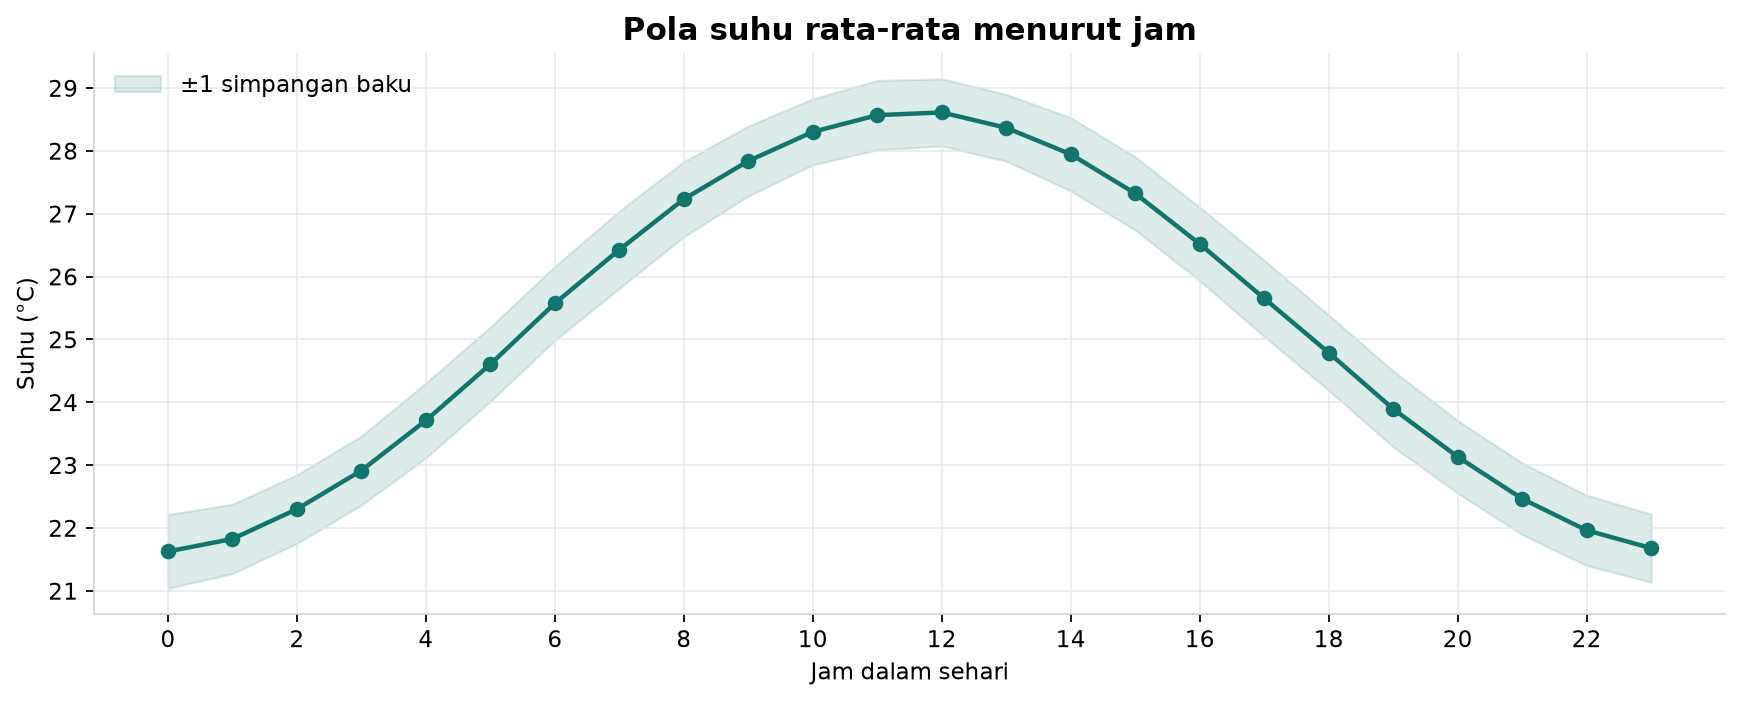 Pola suhu rata-rata menurut jam
±1 simpangan baku
Suhu (°C)
29
28
27
26
25
24
23
22
21
0 2 4 6 8 10 12 14 16 18 20 22
Jam dalam sehari